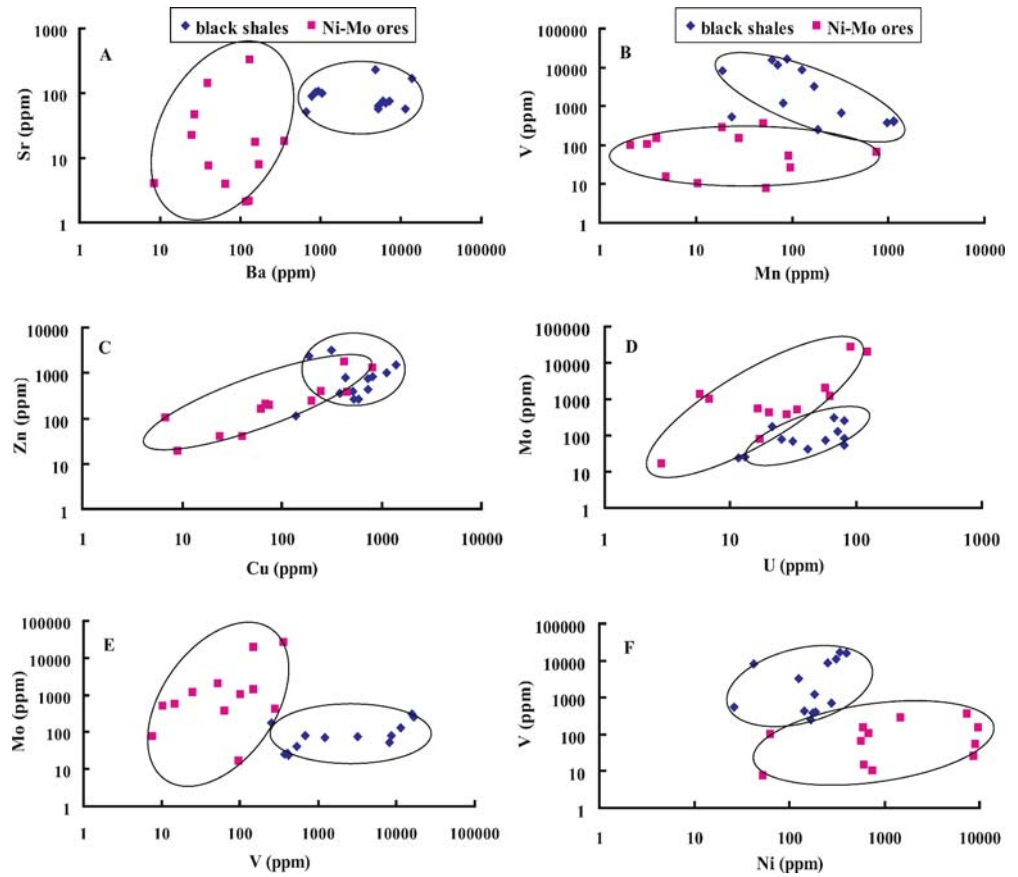 black shales Ni-Mo ores
black shales Ni-Mo ores
A
Sr (ppm)
1000
100
10
1
1 10 100 1000 10000 100000
Ba (ppm)
B
V (ppm)
100000
10000
1000
100
10
1
1 10 100 1000 10000
Mn (ppm)
C
Zn (ppm)
10000
1000
100
10
1
1 10 100 1000 10000
Cu (ppm)
D
Mo (ppm)
100000
10000
1000
100
10
1
1 10 100 1000
U (ppm)
E
Mo (ppm)
100000
10000
1000
100
10
1
1 10 100 1000 10000 100000
V (ppm)
F
V (ppm)
100000
10000
1000
100
10
1
1 10 100 1000 10000
Ni (ppm)